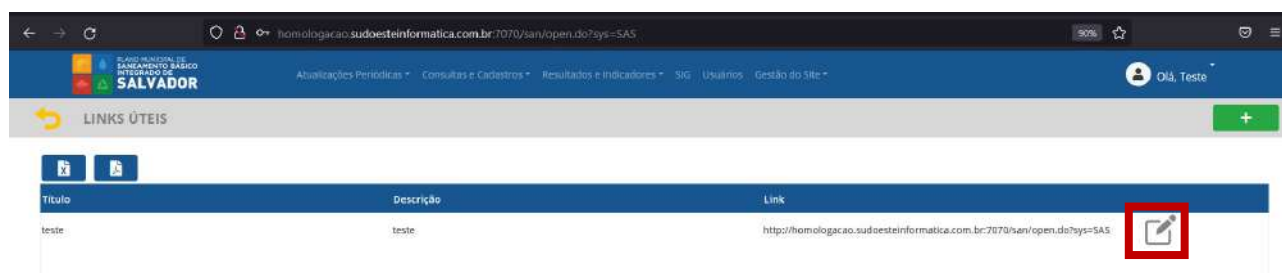 homologacao.sudoesteinformatica.com.br:7070/san/open.do?sys=SAS 90%
PLANO MUNICIPAL DE
SANEAMENTO BÁSICO
INTEGRADO DE
SALVADOR
Atualizações Periódicas Consultas e Cadastros Resultados e Indicadores SIG Usuários Gestão do Site Olá, Teste
LINKS ÚTEIS +
Título Descrição Link
teste teste http://homologacao.sudoesteinformatica.com.br:7070/san/open.do?sys=SAS